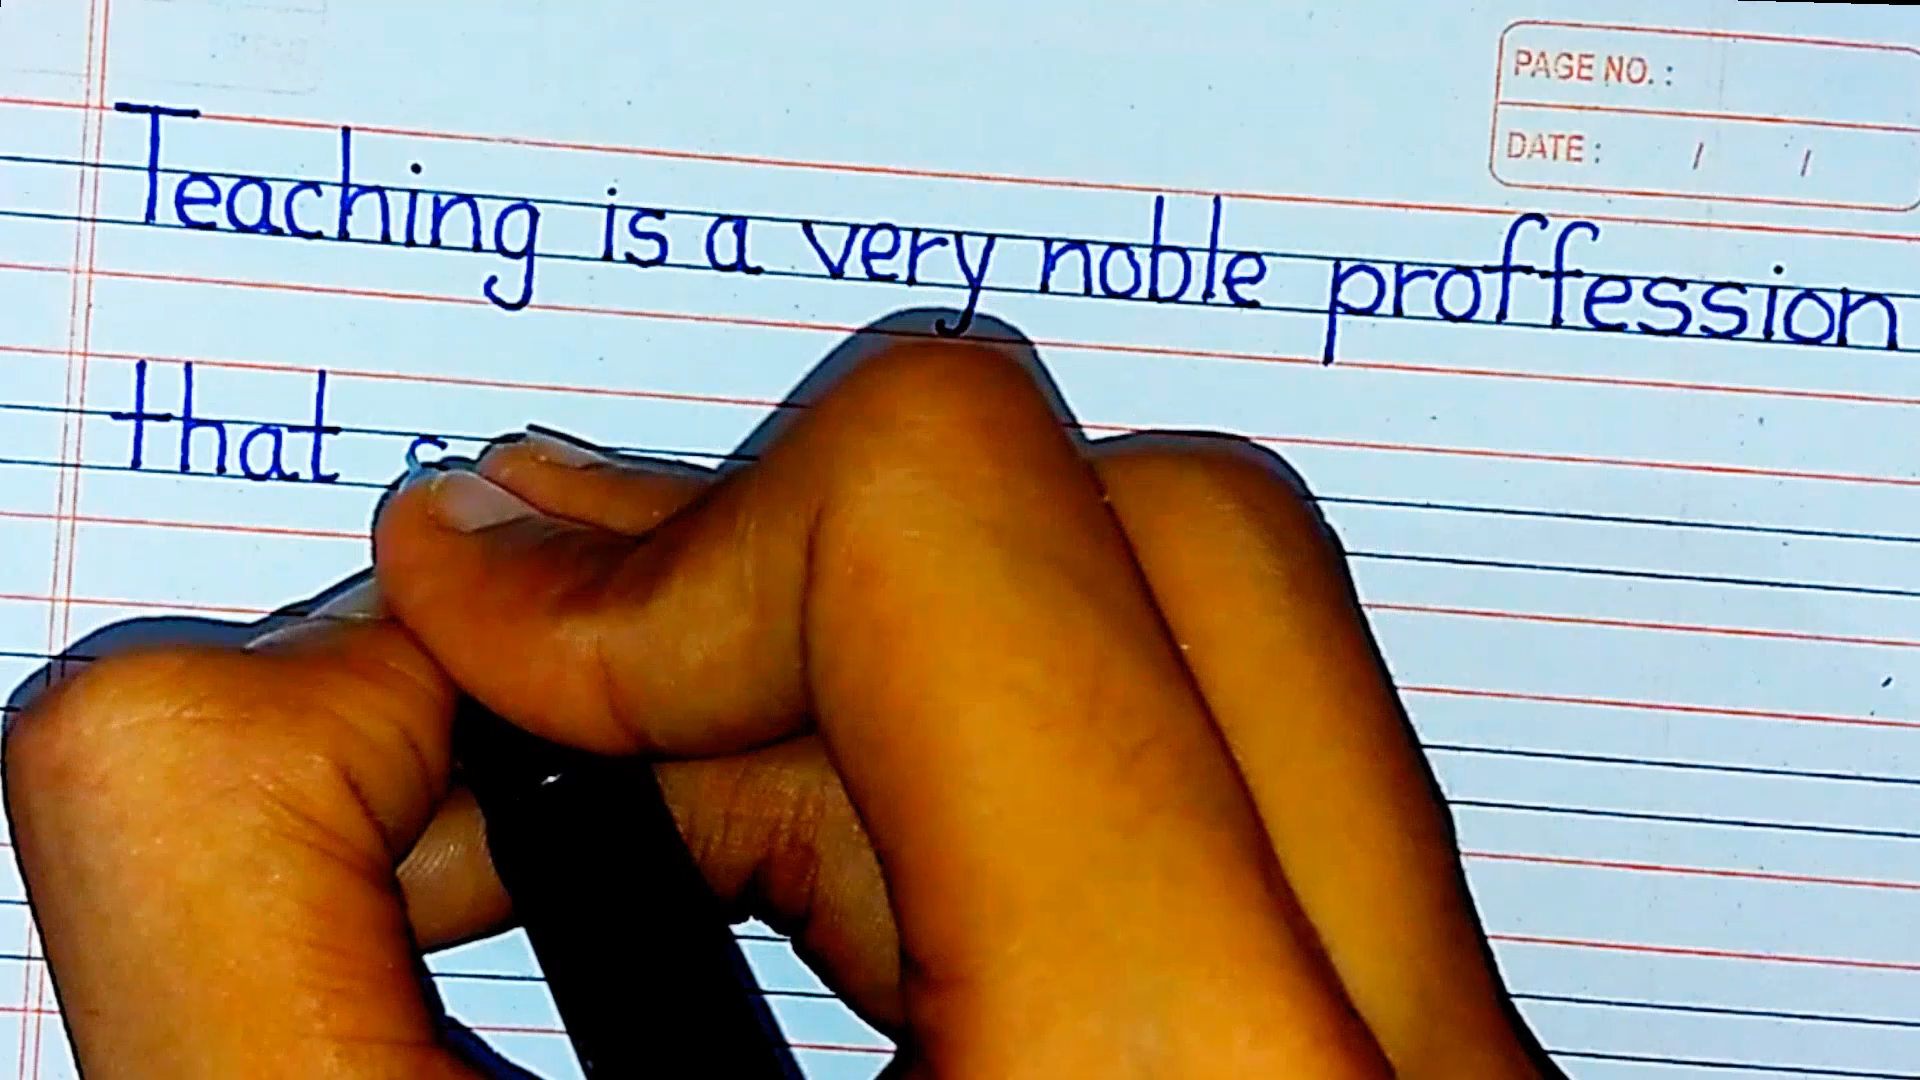 PAGE NO. :
DATE : / /
Teaching is a very noble proffession
that